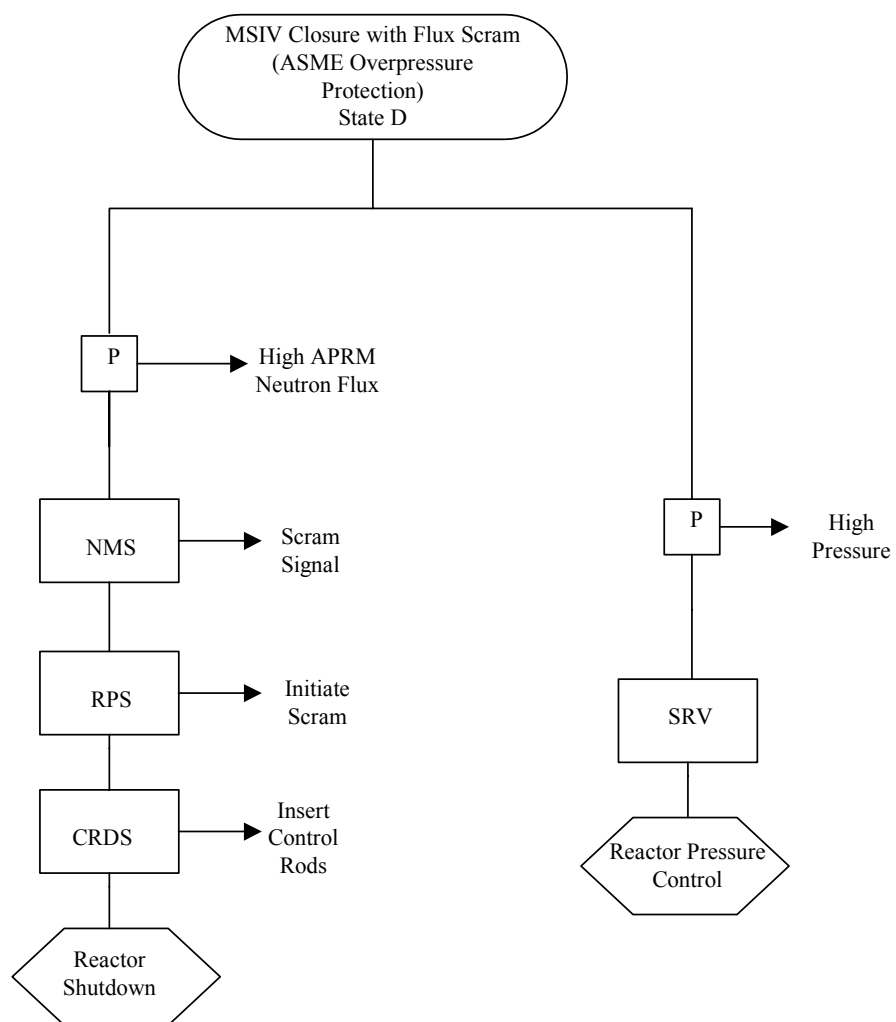 MSIV Closure with Flux Scram
(ASME Overpressure
Protection)
State D
P
High APRM
Neutron Flux
NMS
Scram
Signal
RPS
Initiate
Scram
CRDS
Insert
Control
Rods
Reactor
Shutdown
P
High
Pressure
SRV
Reactor Pressure
Control